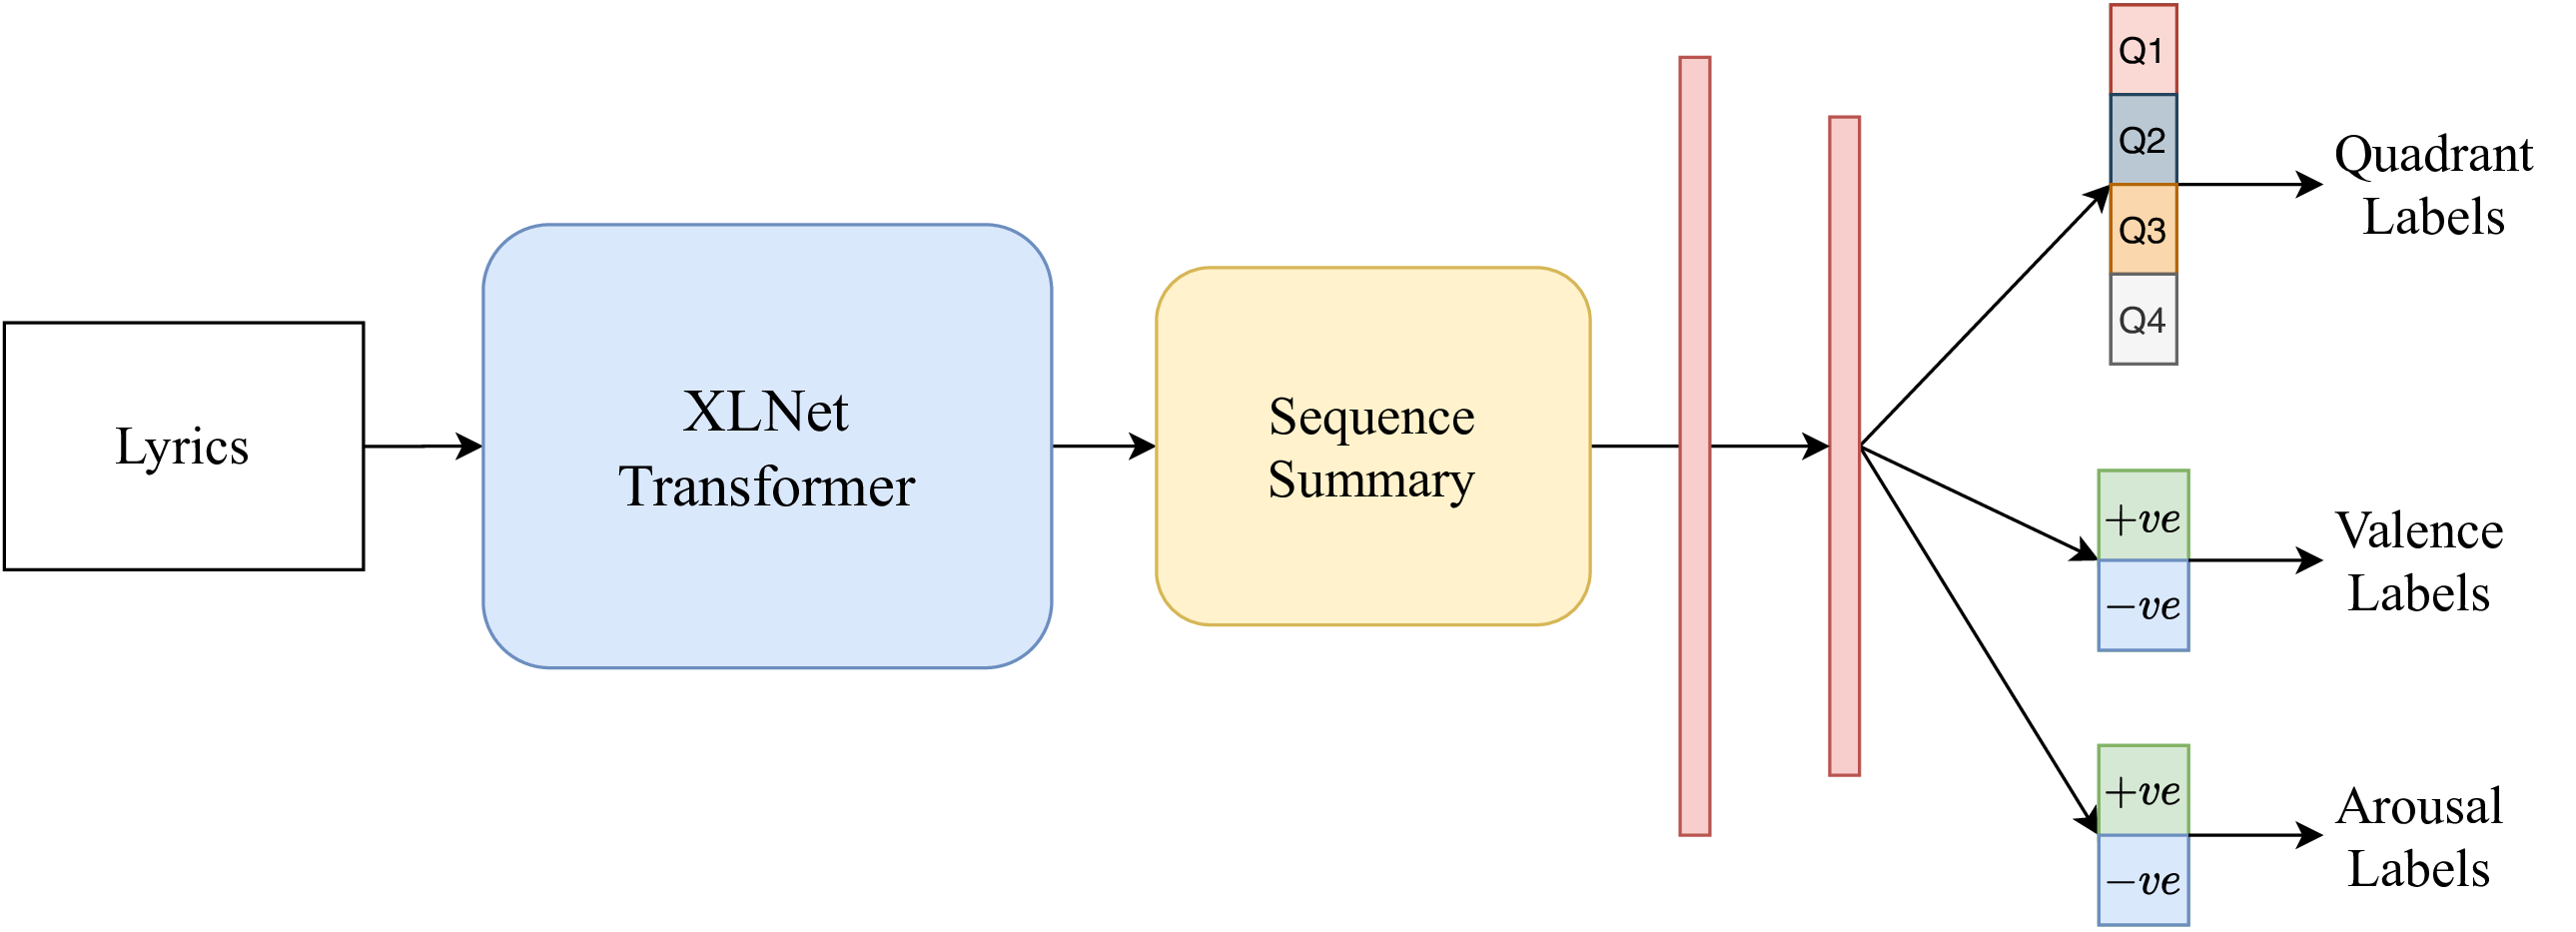 Lyrics
XLNet
Transformer
Sequence
Summary
Q1
Q2
Q3
Q4
Quadrant
Labels
+ve
−ve
Valence
Labels
+ve
−ve
Arousal
Labels